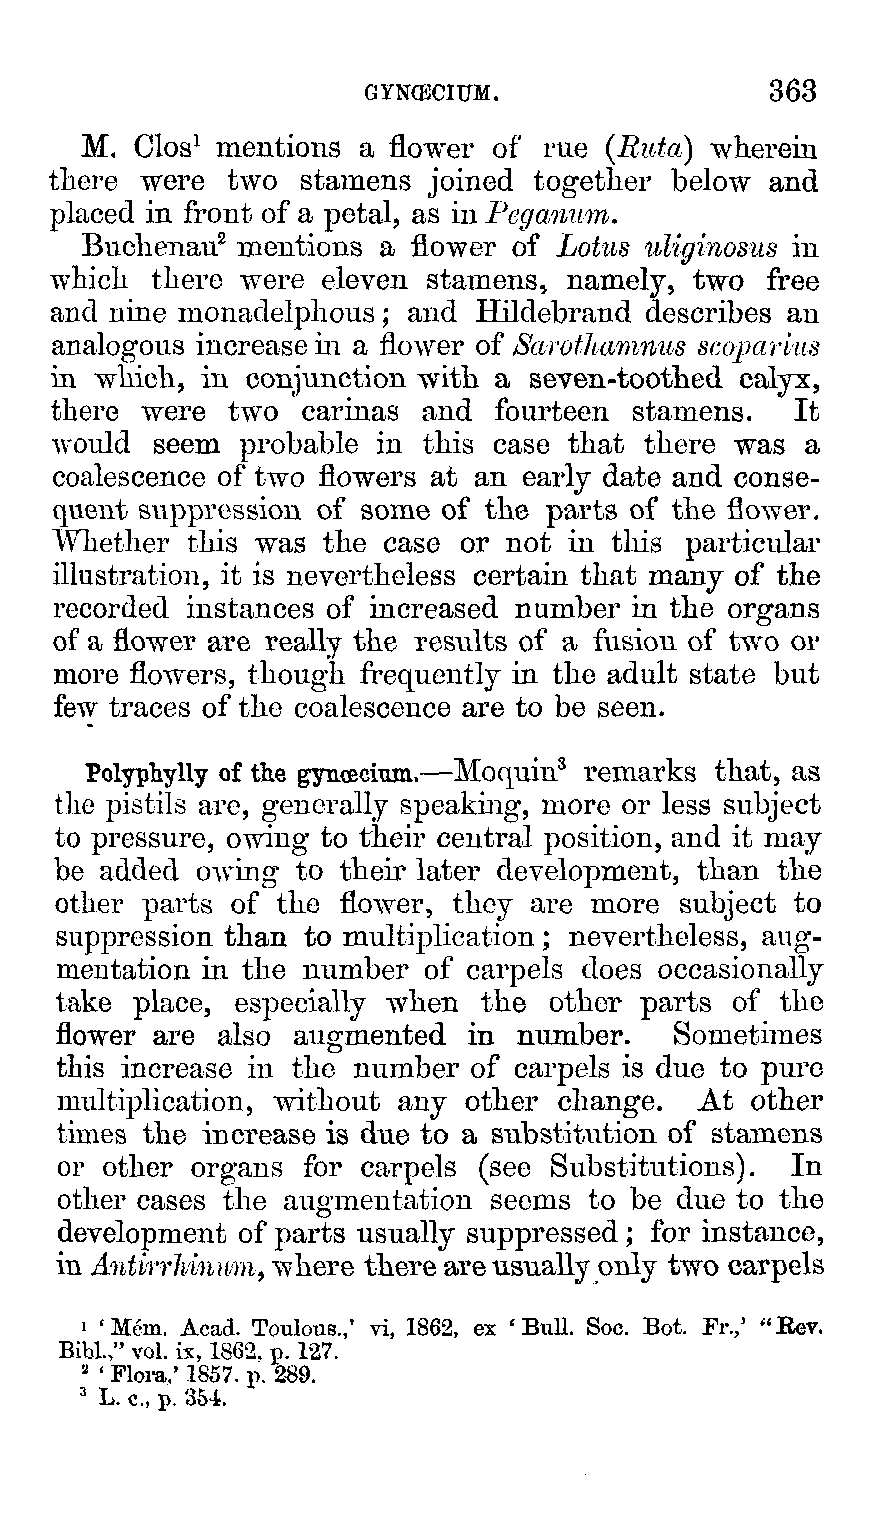 GYNŒCIUM. 363
M. Clos¹ mentions a flower of rue (Ruta) wherein
there were two stamens joined together below and
placed in front of a petal, as in Peganum.
Buchenau² mentions a flower of Lotus uliginosus in
which there were eleven stamens, namely, two free
and nine monadelphous; and Hildebrand describes an
analogous increase in a flower of Sarothamnus scoparius
in which, in conjunction with a seven-toothed calyx,
there were two carinas and fourteen stamens. It
would seem probable in this case that there was a
coalescence of two flowers at an early date and conse-
quent suppression of some of the parts of the flower.
Whether this was the case or not in this particular
illustration, it is nevertheless certain that many of the
recorded instances of increased number in the organs
of a flower are really the results of a fusion of two or
more flowers, though frequently in the adult state but
few traces of the coalescence are to be seen.
Polyphylly of the gynœcium.—Moquin³ remarks that, as
the pistils are, generally speaking, more or less subject
to pressure, owing to their central position, and it may
be added owing to their later development, than the
other parts of the flower, they are more subject to
suppression than to multiplication; nevertheless, aug-
mentation in the number of carpels does occasionally
take place, especially when the other parts of the
flower are also augmented in number. Sometimes
this increase in the number of carpels is due to pure
multiplication, without any other change. At other
times the increase is due to a substitution of stamens
or other organs for carpels (see Substitutions). In
other cases the augmentation seems to be due to the
development of parts usually suppressed; for instance,
in Antirrhinum, where there are usually only two carpels
¹ 'Mém. Acad. Toulous.,' vi, 1862, ex 'Bull. Soc. Bot. Fr.,' "Rev.
Bibl.," vol. ix, 1862, p. 127.
² 'Flora,' 1857. p. 289.
³ L. c., p. 354.